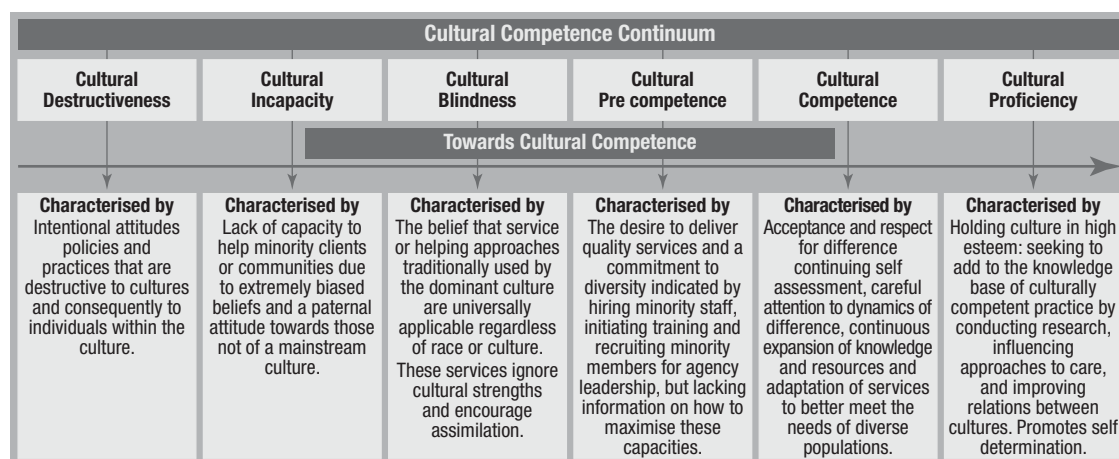 Cultural Competence Continuum
Cultural
Destructiveness
Cultural
Incapacity
Cultural
Blindness
Cultural
Pre competence
Cultural
Competence
Cultural
Proficiency
Towards Cultural Competence
Characterised by
Intentional attitudes
policies and
practices that are
destructive to cultures
and consequently to
individuals within the
culture.
Characterised by
Lack of capacity to
help minority clients
or communities due
to extremely biased
beliefs and a paternal
attitude towards those
not of a mainstream
culture.
Characterised by
The belief that service
or helping approaches
traditionally used by
the dominant culture
are universally
applicable regardless
of race or culture.
These services ignore
cultural strengths
and encourage
assimilation.
Characterised by
The desire to deliver
quality services and a
commitment to
diversity indicated by
hiring minority staff,
initiating training and
recruiting minority
members for agency
leadership, but lacking
information on how to
maximise these
capacities.
Characterised by
Acceptance and respect
for difference
continuing self
assessment, careful
attention to dynamics of
difference, continuous
expansion of knowledge
and resources and
adaptation of services
to better meet the
needs of diverse
populations.
Characterised by
Holding culture in high
esteem: seeking to
add to the knowledge
base of culturally
competent practice by
conducting research,
influencing
approaches to care,
and improving
relations between
cultures. Promotes self
determination.